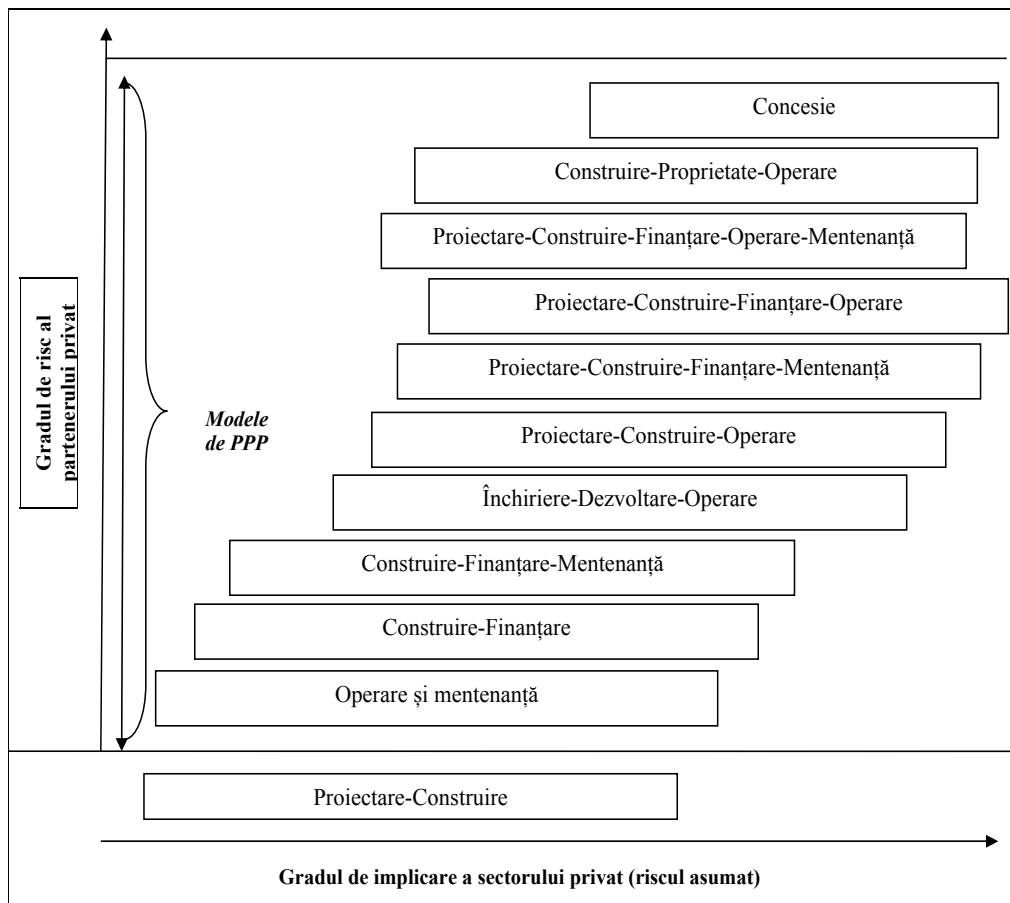 Concesie
Construire-Proprietate-Operare
Proiectare-Construire-Finanțare-Operare-Mentenanță
Proiectare-Construire-Finanțare-Operare
Proiectare-Construire-Finanțare-Mentenanță
Gradul de risc al
partenerului privat
Modele
de PPP
Proiectare-Construire-Operare
Închiriere-Dezvoltare-Operare
Construire-Finanțare-Mentenanță
Construire-Finanțare
Operare și mentenanță
Proiectare-Construire
Gradul de implicare a sectorului privat (riscul asumat)